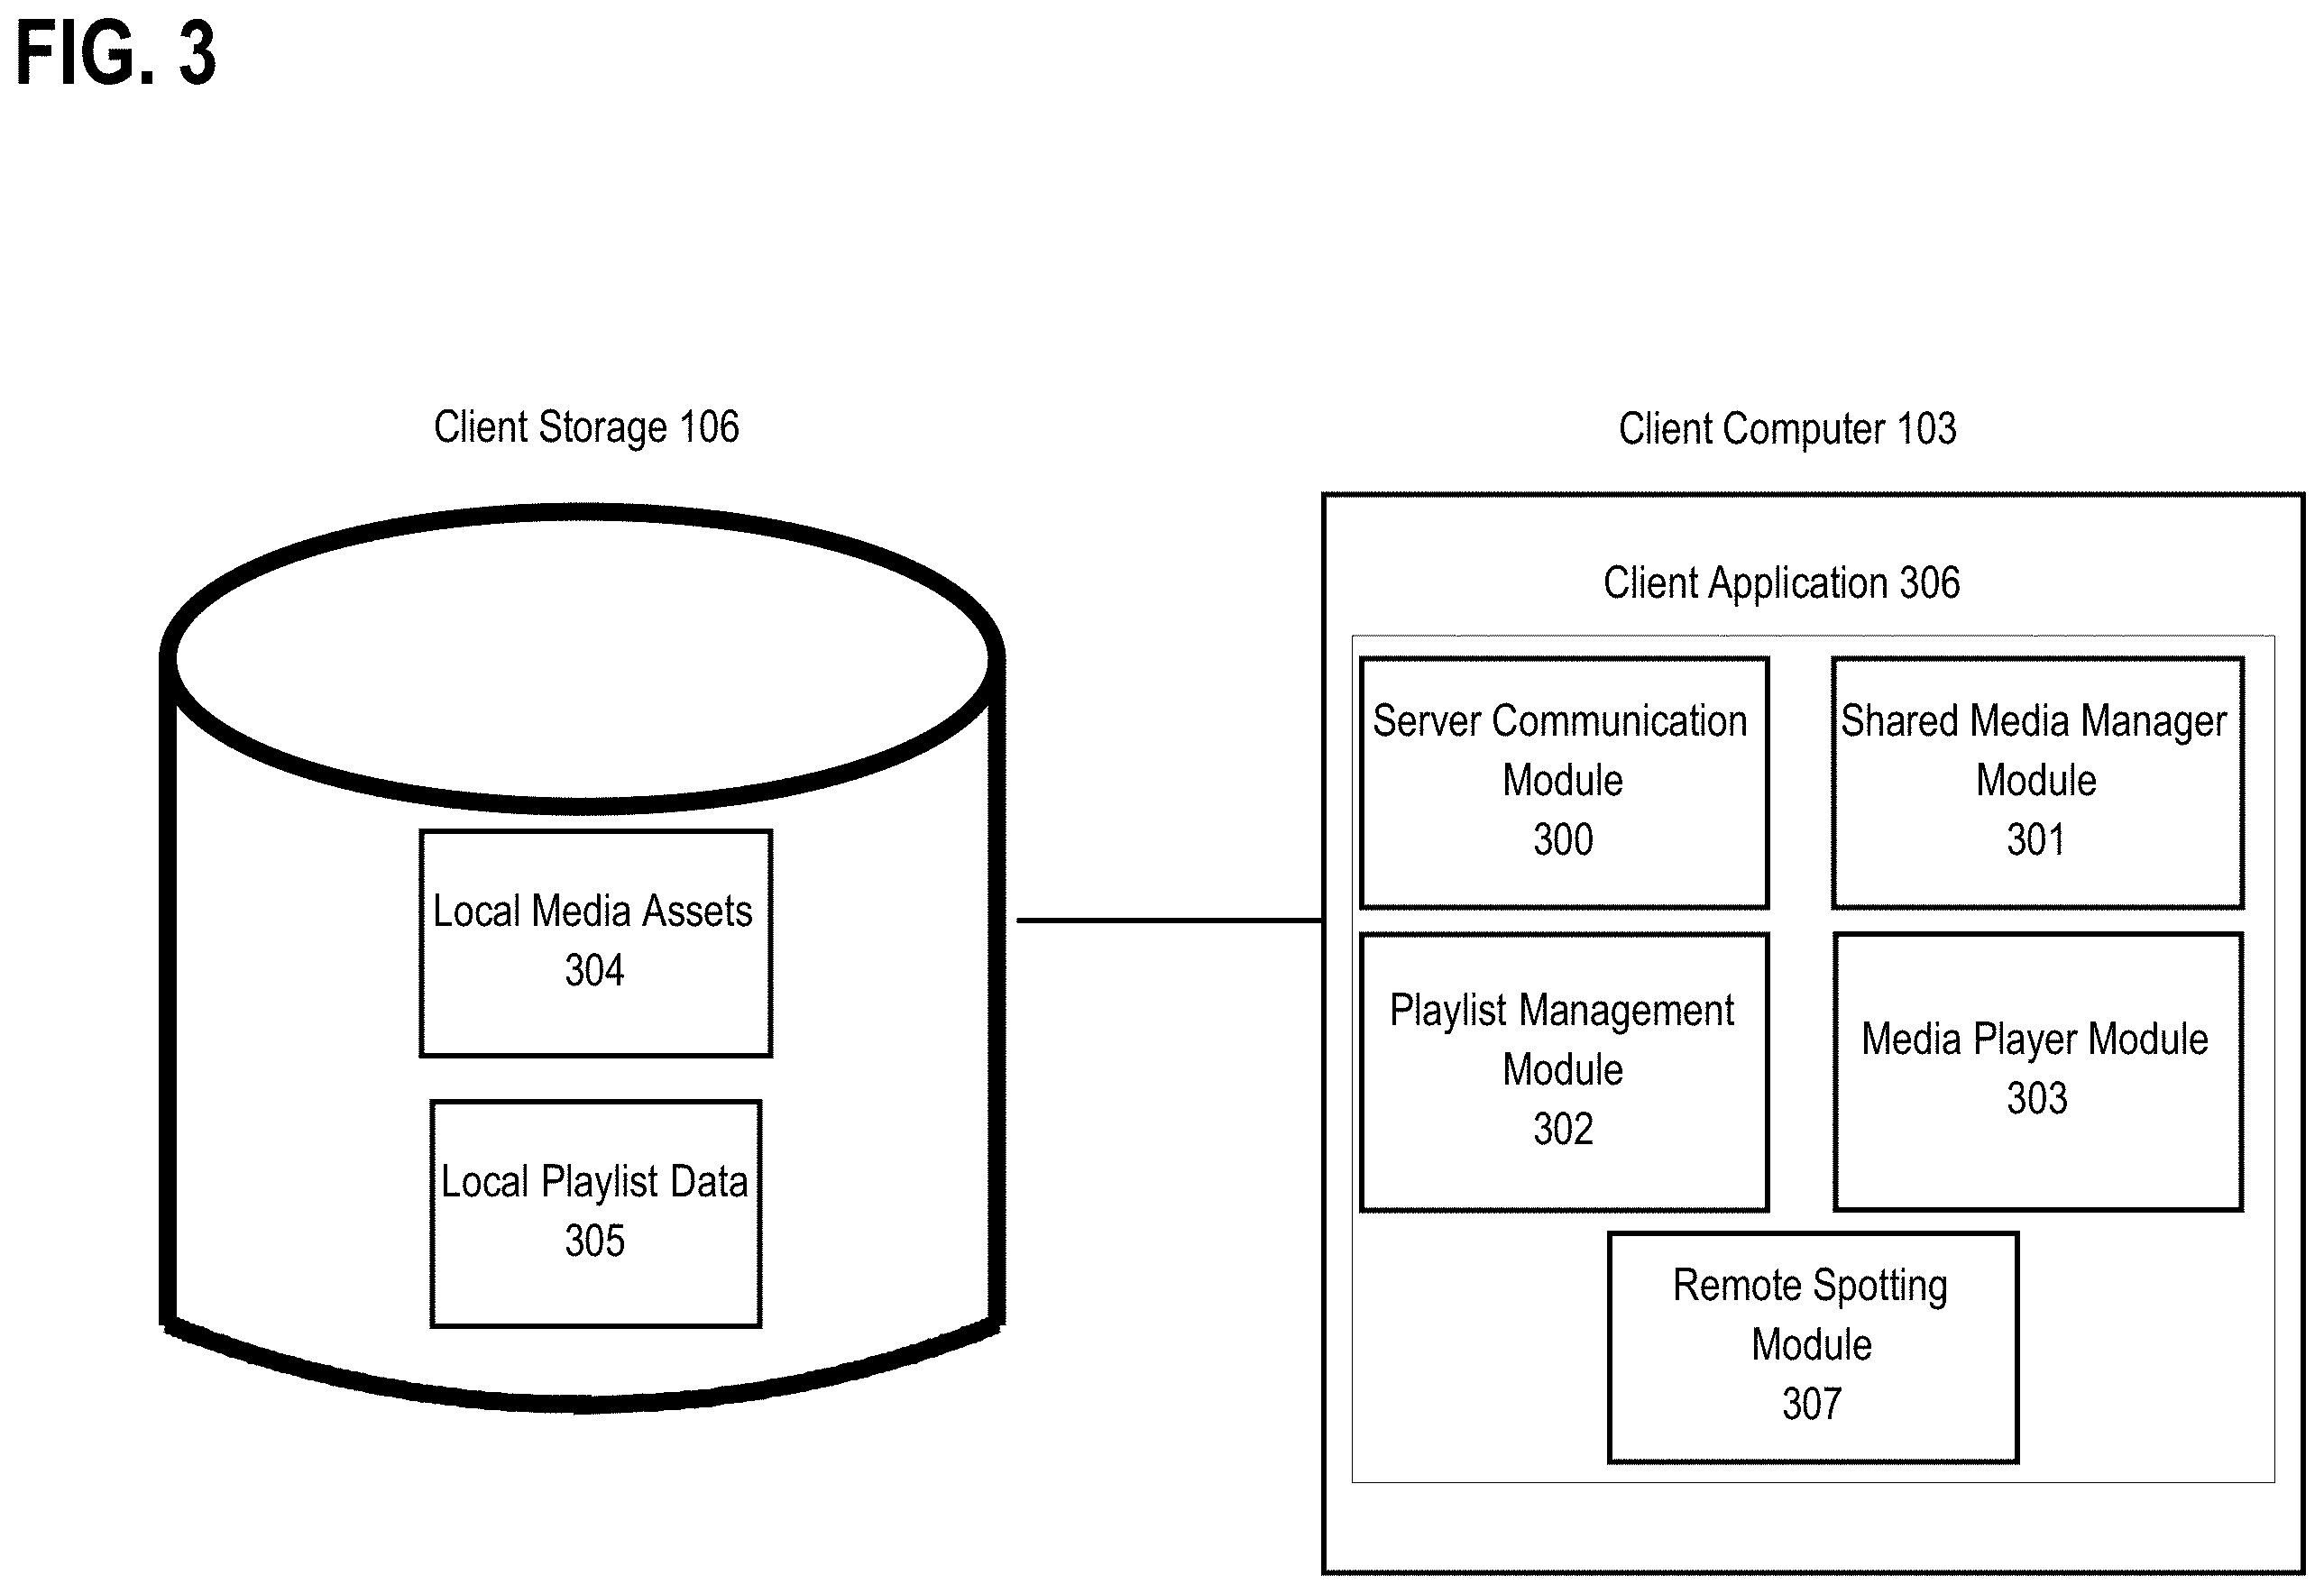 FIG. 3
Client Storage 106
Local Media Assets
304
Local Playlist Data
305
Client Computer 103
Client Application 306
Server Communication
Module
300
Shared Media Manager
Module
301
Playlist Management
Module
302
Media Player Module
303
Remote Spotting
Module
307